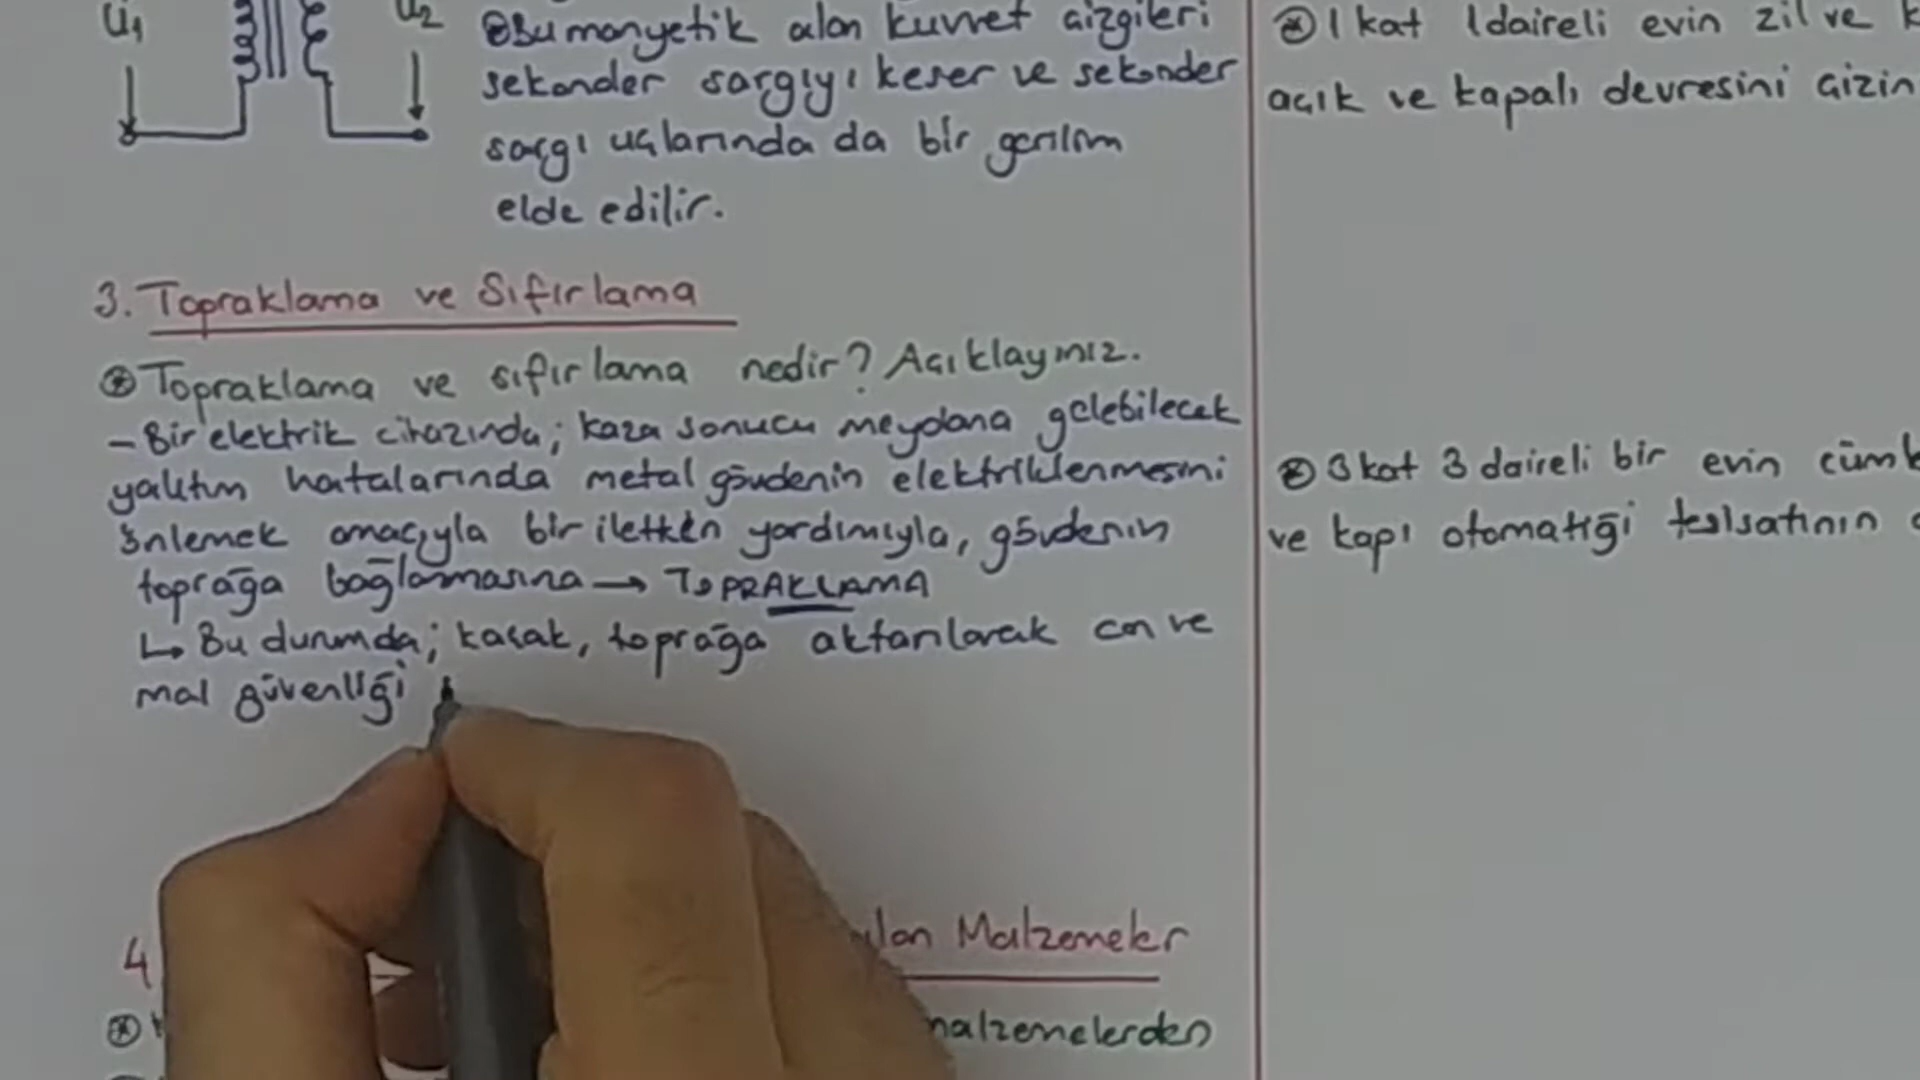 U1
U2
Bu manyetik alan kuvvet çizgileri
sekonder sargıyı keser ve sekonder
sargı uçlarında da bir gerilim
elde edilir.
3. Topraklama ve Sıfırlama
Topraklama ve sıfırlama nedir? Açıklayınız.
- Bir elektrik cihazında; kaza sonucu meydana gelebilecek
yalıtım hatalarında metal gövdenin elektriklenmesini
önlemek amacıyla bir iletken yardımıyla, gövdenin
toprağa bağlanmasına → TOPRAKLAMA
↳ Bu durumda; kaçak, toprağa aktarılarak can ve
mal güvenliği
4
Malzemeler
malzemelerden
1 kat 1 daireli evin zil ve k
açık ve kapalı devresini çizin
3 kat 3 daireli bir evin
ve kapı otomatiği teslsatının